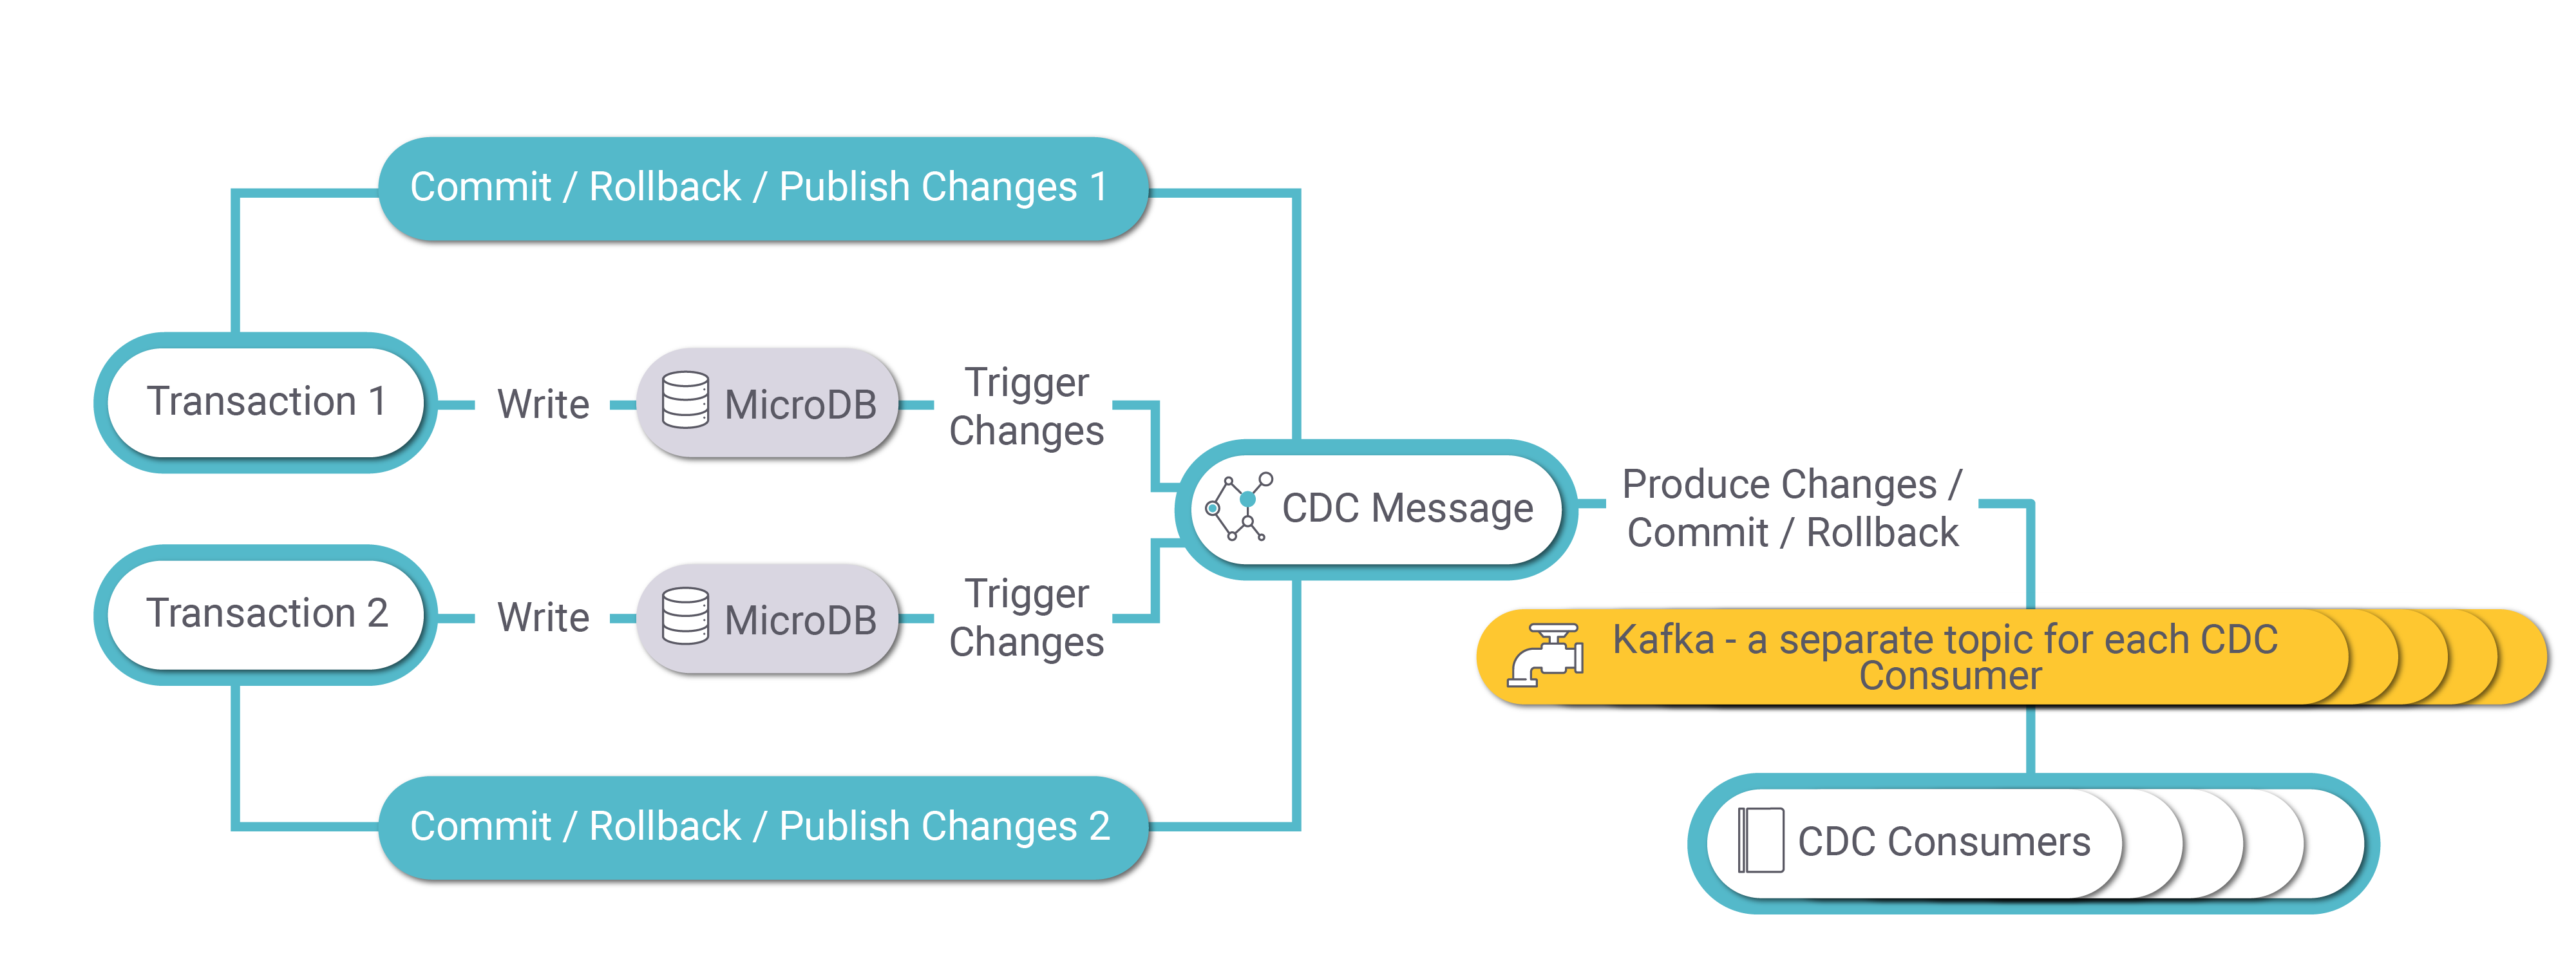 Commit / Rollback / Publish Changes 1
Transaction 1
Write
MicroDB
Trigger
Changes
CDC Message
Produce Changes /
Commit / Rollback
Transaction 2
Write
MicroDB
Trigger
Changes
Kafka - a separate topic for each CDC
Consumer
Commit / Rollback / Publish Changes 2
CDC Consumers